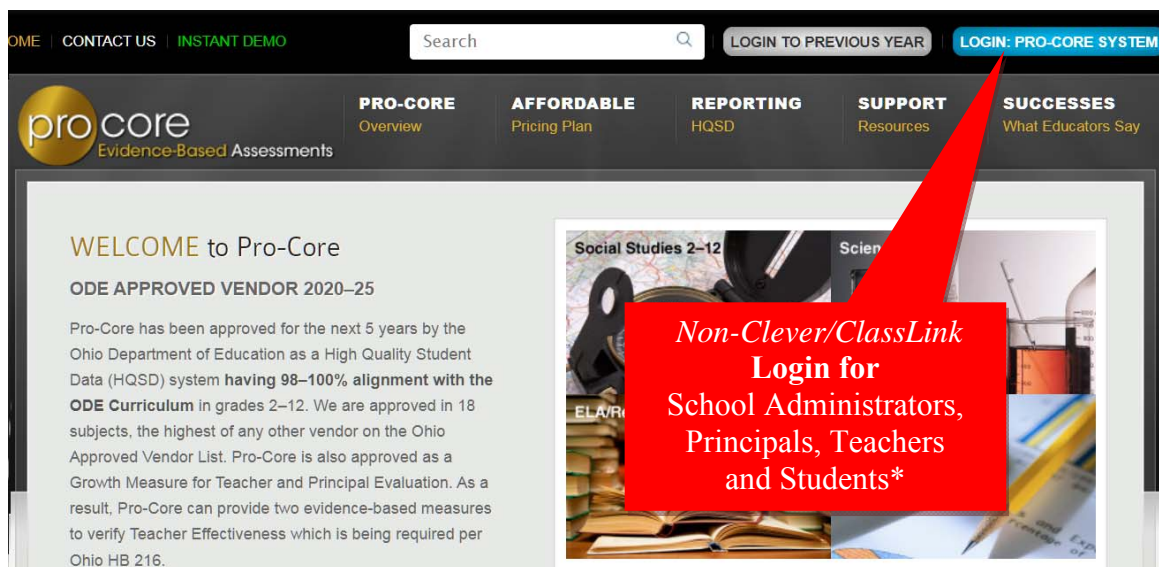 OME CONTACT US INSTANT DEMO Search LOGIN TO PREVIOUS YEAR LOGIN: PRO-CORE SYSTEM
pro core
Evidence-Based Assessments
PRO-CORE AFFORDABLE REPORTING SUPPORT SUCCESSES
Overview Pricing Plan HQSD Resources What Educators Say
WELCOME to Pro-Core
ODE APPROVED VENDOR 2020–25
Pro-Core has been approved for the next 5 years by the
Ohio Department of Education as a High Quality Student
Data (HQSD) system having 98–100% alignment with the
ODE Curriculum in grades 2–12. We are approved in 18
subjects, the highest of any other vendor on the Ohio
Approved Vendor List. Pro-Core is also approved as a
Growth Measure for Teacher and Principal Evaluation. As a
result, Pro-Core can provide two evidence-based measures
to verify Teacher Effectiveness which is being required per
Ohio HB 216.
Social Studies 2–12
Scien
ELA/Re
Non-Clever/ClassLink
Login for
School Administrators,
Principals, Teachers
and Students*